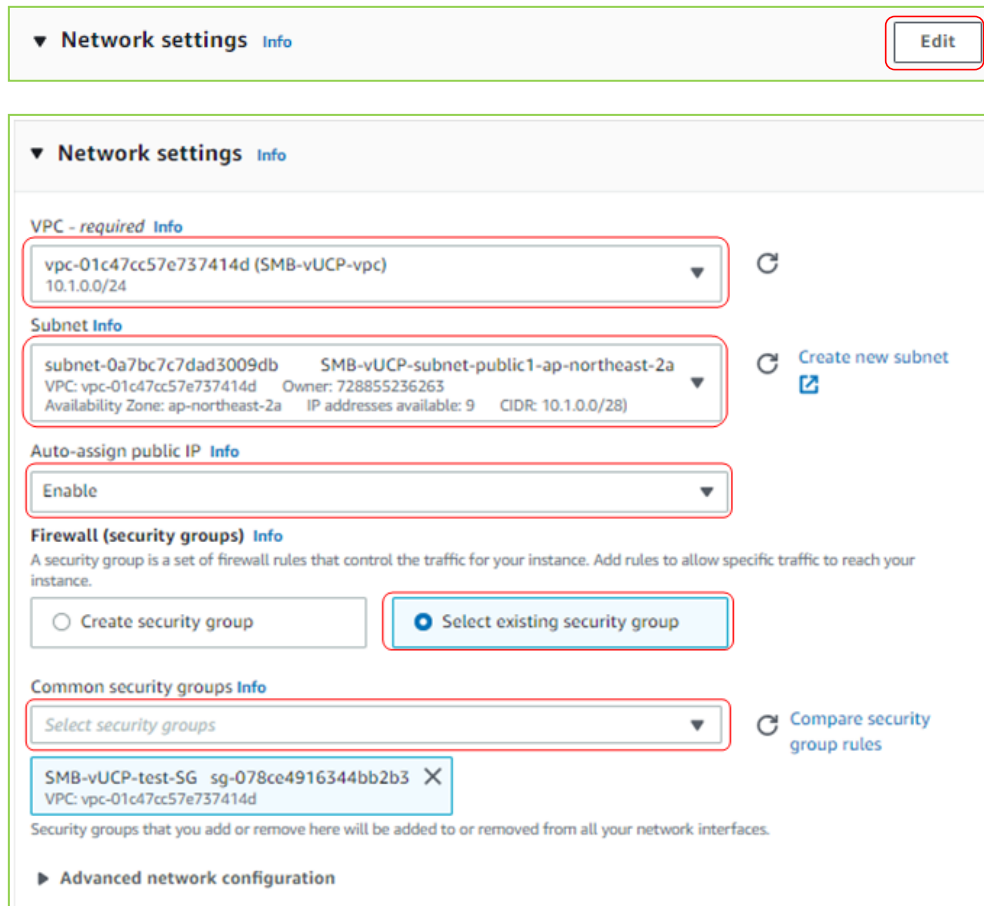 Network settings Info
Edit
Network settings Info
VPC - required Info
vpc-01c47cc57e737414d (SMB-vUCP-vpc)
10.1.0.0/24
Subnet Info
subnet-0a7bc7c7dad3009db SMB-vUCP-subnet-public1-ap-northeast-2a
VPC: vpc-01c47cc57e737414d Owner: 728855236263
Availability Zone: ap-northeast-2a IP addresses available: 9 CIDR: 10.1.0.0/28)
Create new subnet
Auto-assign public IP Info
Enable
Firewall (security groups) Info
A security group is a set of firewall rules that control the traffic for your instance. Add rules to allow specific traffic to reach your
instance.
Create security group
Select existing security group
Common security groups Info
Select security groups
Compare security
group rules
SMB-vUCP-test-SG sg-078ce4916344bb2b3
VPC: vpc-01c47cc57e737414d
Security groups that you add or remove here will be added to or removed from all your network interfaces.
Advanced network configuration